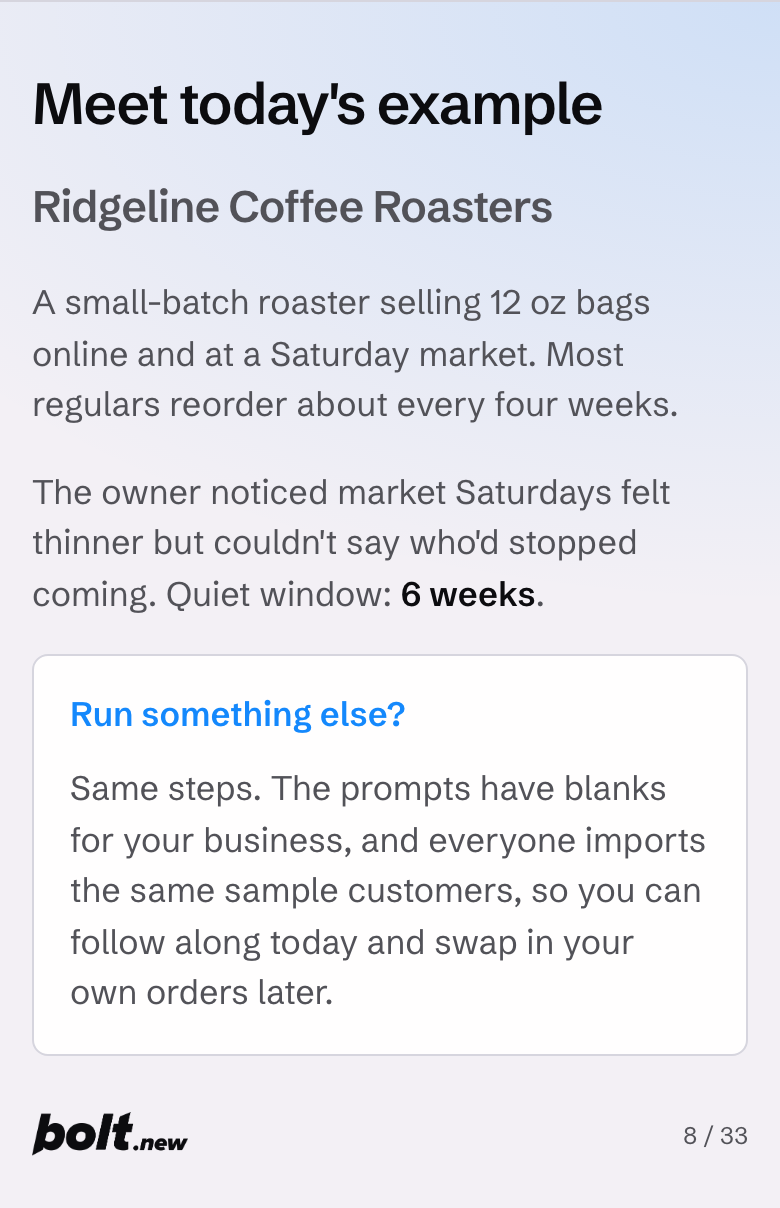 Meet today's example
Ridgeline Coffee Roasters
A small-batch roaster selling 12 oz bags
online and at a Saturday market. Most
regulars reorder about every four weeks.
The owner noticed market Saturdays felt
thinner but couldn't say who'd stopped
coming. Quiet window: 6 weeks.
Run something else?
Same steps. The prompts have blanks
for your business, and everyone imports
the same sample customers, so you can
follow along today and swap in your
own orders later.
bolt.new
8 / 33